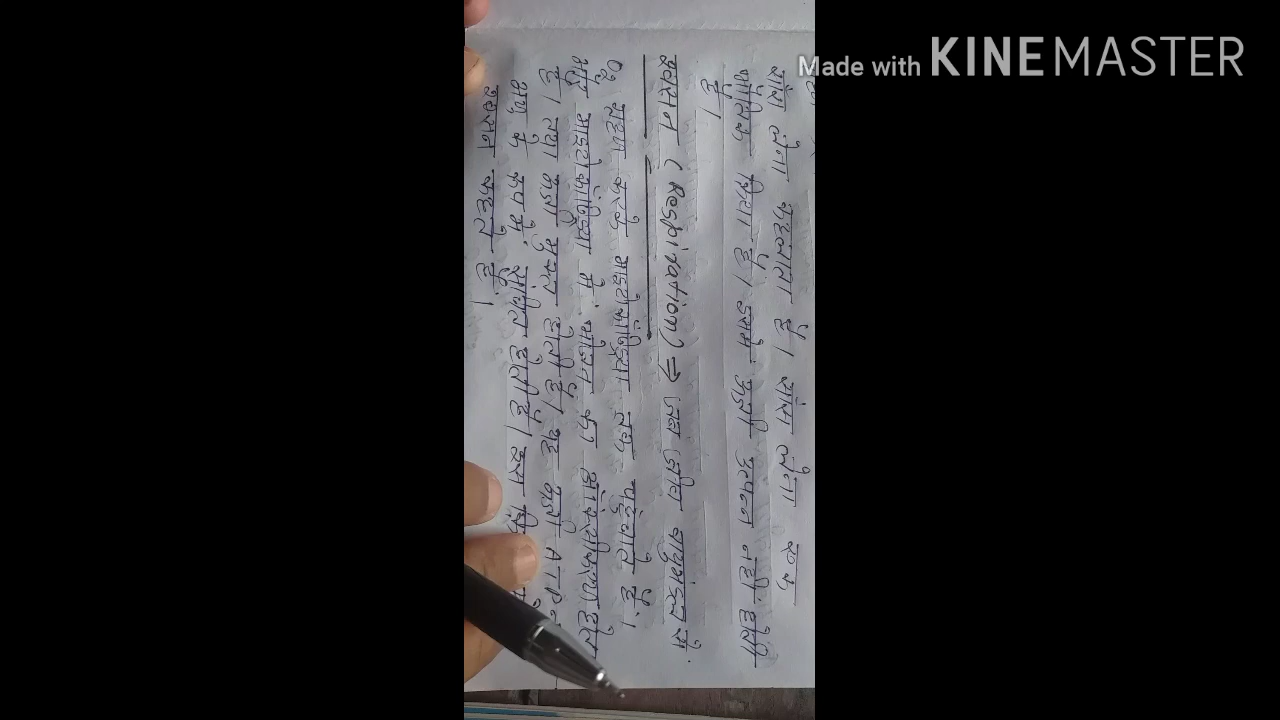 Made with KINEMASTER
साँस लेना कहलाता है। साँस लेना एक
भौतिक क्रिया है। इसमें ऊर्जा उत्पन्न नहीं होती
है।
श्वसन (Respiration) ⇒ जब जीव वायुमंडल से
O₂ ग्रहण करके माइटोकॉंड्रिया तक पहुंचाते हैं।
और माइटोकॉंड्रिया में भोजन का ऑक्सीकरण होता
है। तथा ऊर्जा मुक्त होती है। यह ऊर्जा ATP
अणु के रूप में संचित होती है। इस
श्वसन कहते हैं।